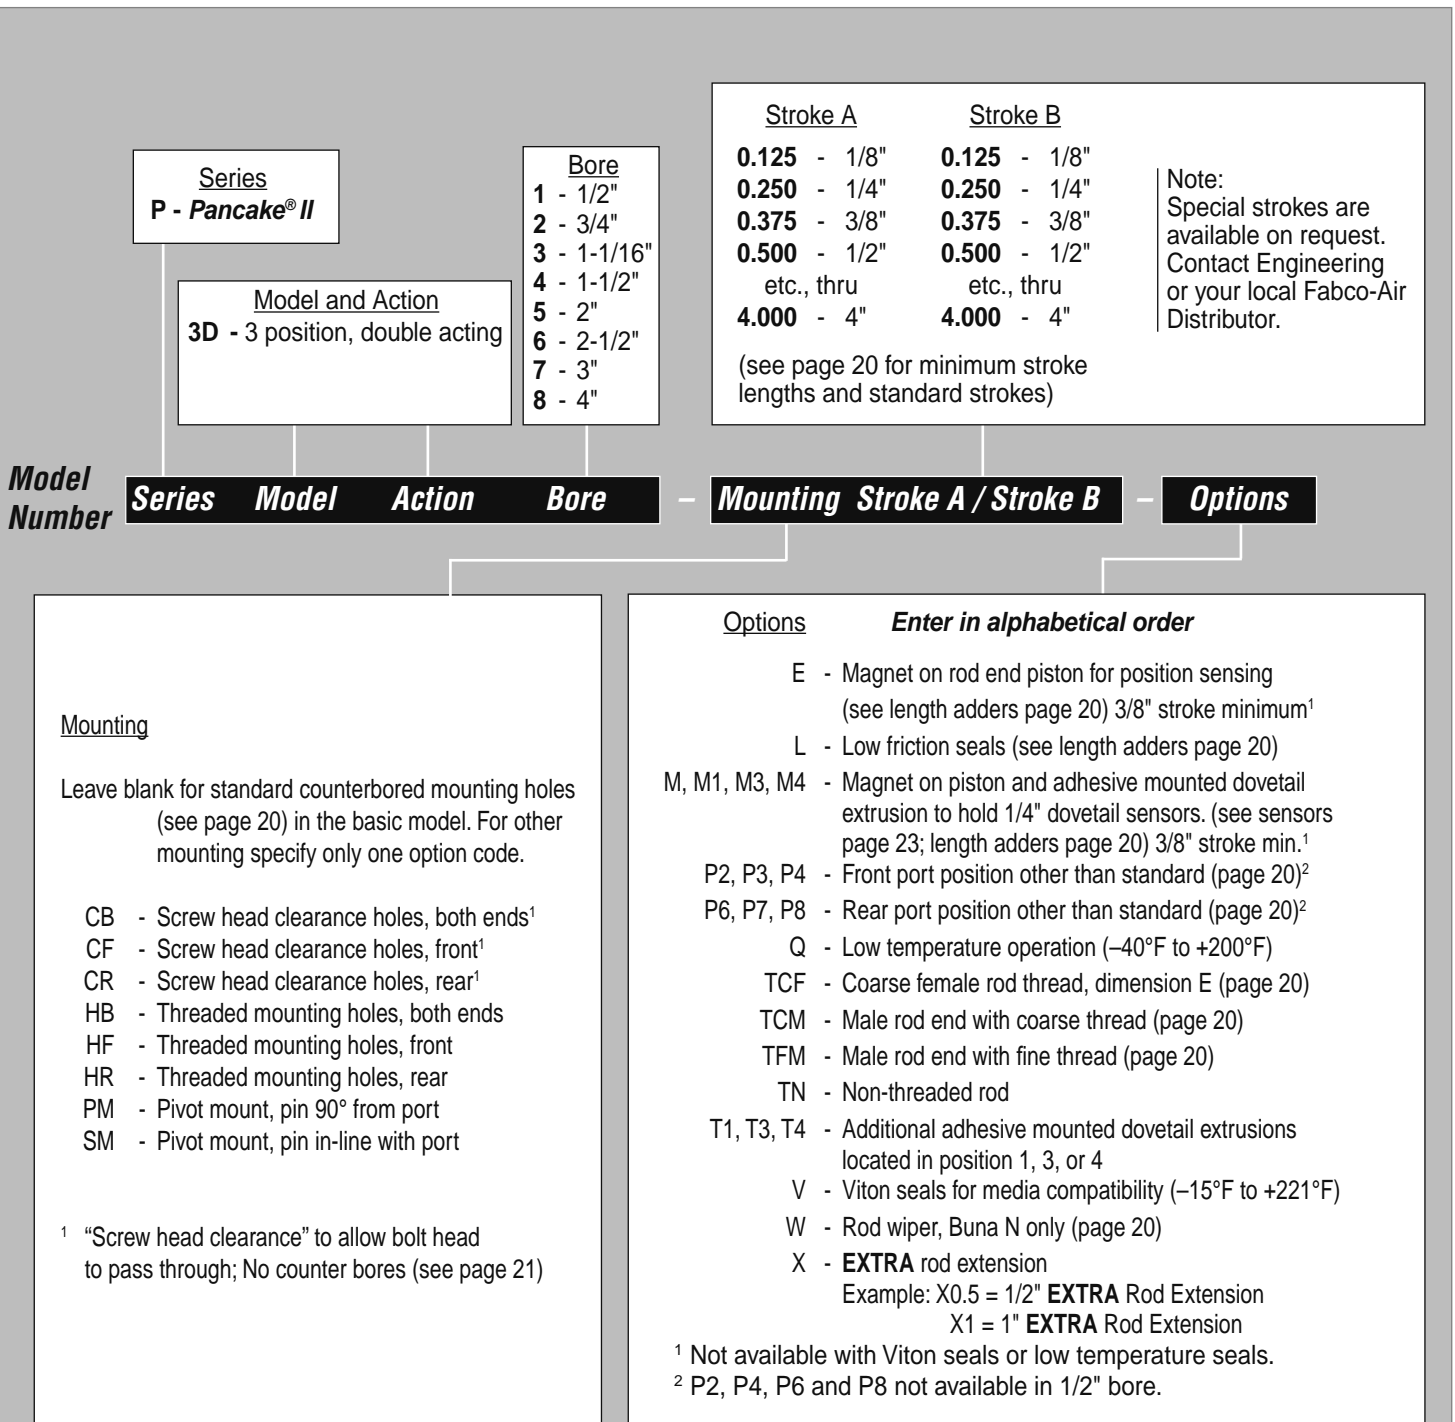 Series
P - Pancake® II
Model and Action
3D - 3 position, double acting
Bore
1 - 1/2"
2 - 3/4"
3 - 1-1/16"
4 - 1-1/2"
5 - 2"
6 - 2-1/2"
7 - 3"
8 - 4"
Stroke A Stroke B
0.125 - 1/8" 0.125 - 1/8"
0.250 - 1/4" 0.250 - 1/4"
0.375 - 3/8" 0.375 - 3/8"
0.500 - 1/2" 0.500 - 1/2"
etc., thru etc., thru
4.000 - 4" 4.000 - 4"
(see page 20 for minimum stroke
lengths and standard strokes)
Note:
Special strokes are
available on request.
Contact Engineering
or your local Fabco-Air
Distributor.
Model
Number
Series Model Action Bore – Mounting Stroke A / Stroke B – Options
Mounting
Leave blank for standard counterbored mounting holes
(see page 20) in the basic model. For other
mounting specify only one option code.
CB - Screw head clearance holes, both ends¹
CF - Screw head clearance holes, front¹
CR - Screw head clearance holes, rear¹
HB - Threaded mounting holes, both ends
HF - Threaded mounting holes, front
HR - Threaded mounting holes, rear
PM - Pivot mount, pin 90° from port
SM - Pivot mount, pin in-line with port
¹ “Screw head clearance” to allow bolt head
to pass through; No counter bores (see page 21)
Options Enter in alphabetical order
E - Magnet on rod end piston for position sensing
(see length adders page 20) 3/8" stroke minimum¹
L - Low friction seals (see length adders page 20)
M, M1, M3, M4 - Magnet on piston and adhesive mounted dovetail
extrusion to hold 1/4" dovetail sensors. (see sensors
page 23; length adders page 20) 3/8" stroke min.¹
P2, P3, P4 - Front port position other than standard (page 20)²
P6, P7, P8 - Rear port position other than standard (page 20)²
Q - Low temperature operation (–40°F to +200°F)
TCF - Coarse female rod thread, dimension E (page 20)
TCM - Male rod end with coarse thread (page 20)
TFM - Male rod end with fine thread (page 20)
TN - Non-threaded rod
T1, T3, T4 - Additional adhesive mounted dovetail extrusions
located in position 1, 3, or 4
V - Viton seals for media compatibility (–15°F to +221°F)
W - Rod wiper, Buna N only (page 20)
X - EXTRA rod extension
Example: X0.5 = 1/2" EXTRA Rod Extension
X1 = 1" EXTRA Rod Extension
¹ Not available with Viton seals or low temperature seals.
² P2, P4, P6 and P8 not available in 1/2" bore.